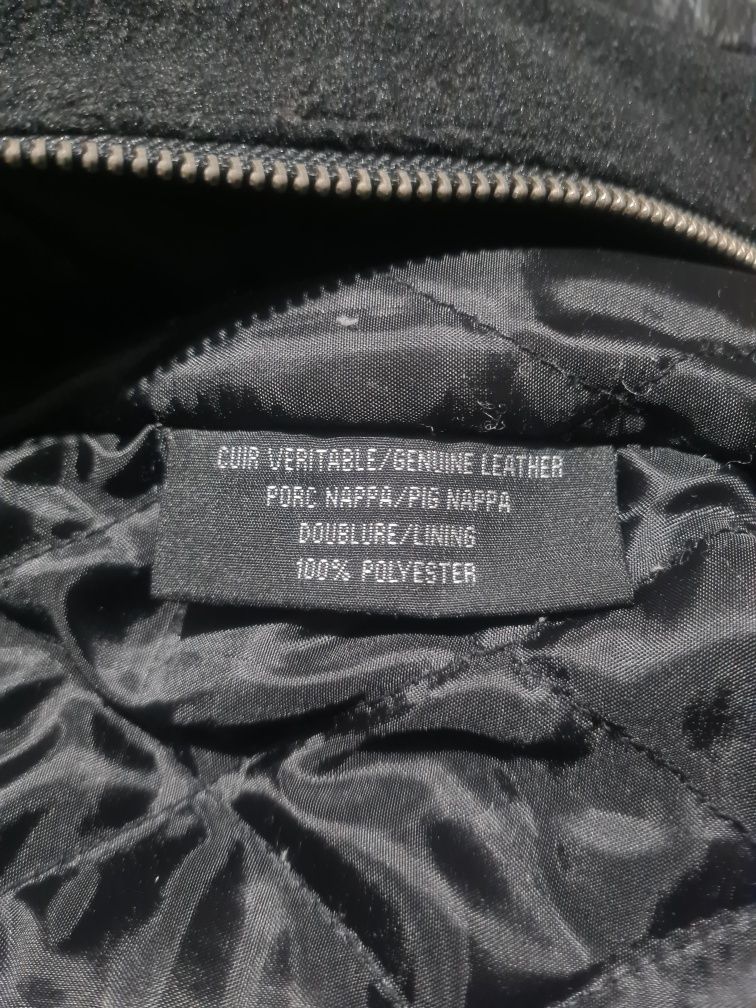 CUIR VERITABLE/GENUINE LEATHER
PORC NAPPA/PIG NAPPA
DOUBLURE/LINING
100% POLYESTER